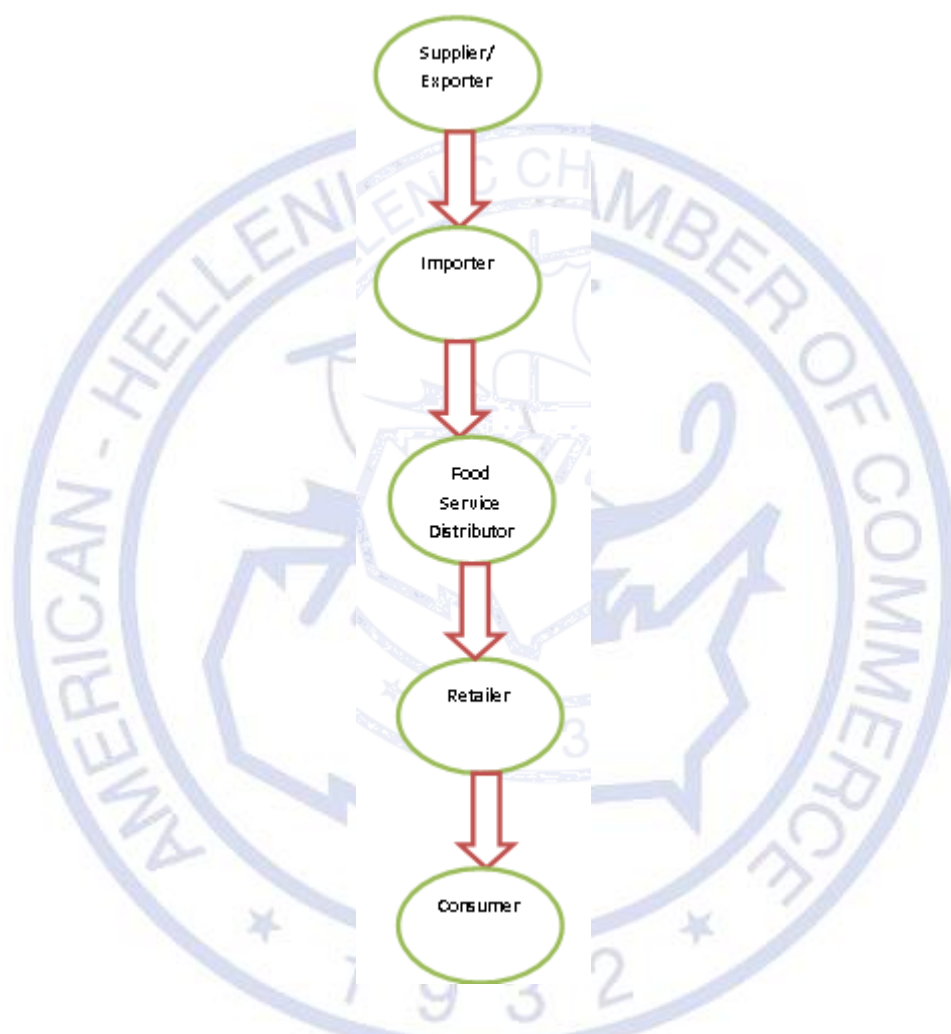 Supplier/
Exporter
Importer
Food
Service
Distributor
Retailer
Consumer
AMERICAN - HELLENIC CHAMBER OF COMMERCE
★ 1932 ★